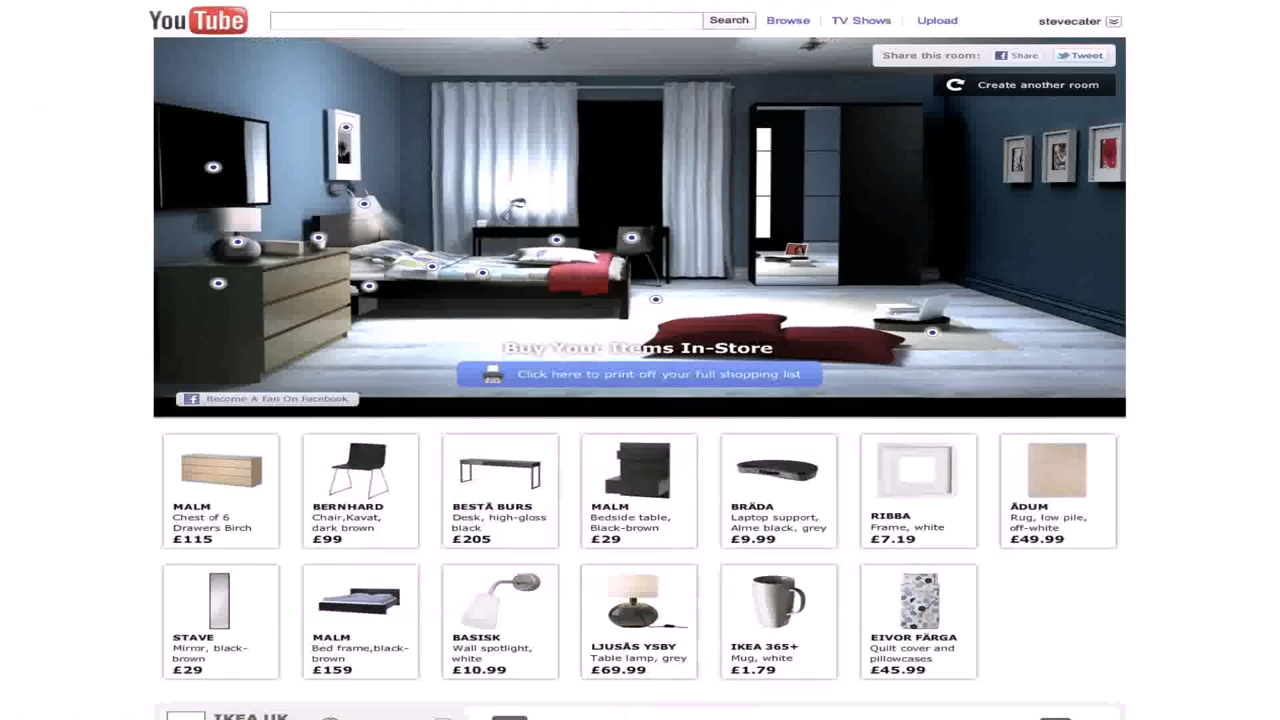 YouTube Search Browse TV Shows Upload stevecater
Share this room: Share Tweet
Create another room
Buy Your Items In-Store
Click here to print off your full shopping list
Become A Fan On Facebook
MALM
Chest of 6
Drawers Birch
£115
BERNHARD
Chair,Kavat,
dark brown
£99
BESTÅ BURS
Desk, high-gloss
black
£205
MALM
Bedside table,
Black-brown
£29
BRÄDA
Laptop support,
Alme black, grey
£9.99
RIBBA
Frame, white
£7.19
ÅDUM
Rug, low pile,
off-white
£49.99
STAVE
Mirror, black-
brown
£29
MALM
Bed frame,black-
brown
£159
BASISK
Wall spotlight,
white
£10.99
LJUSÅS YSBY
Table lamp, grey
£69.99
IKEA 365+
Mug, white
£1.79
EIVOR FÄRGA
Quilt cover and
pillowcases
£45.99
IKEA UK